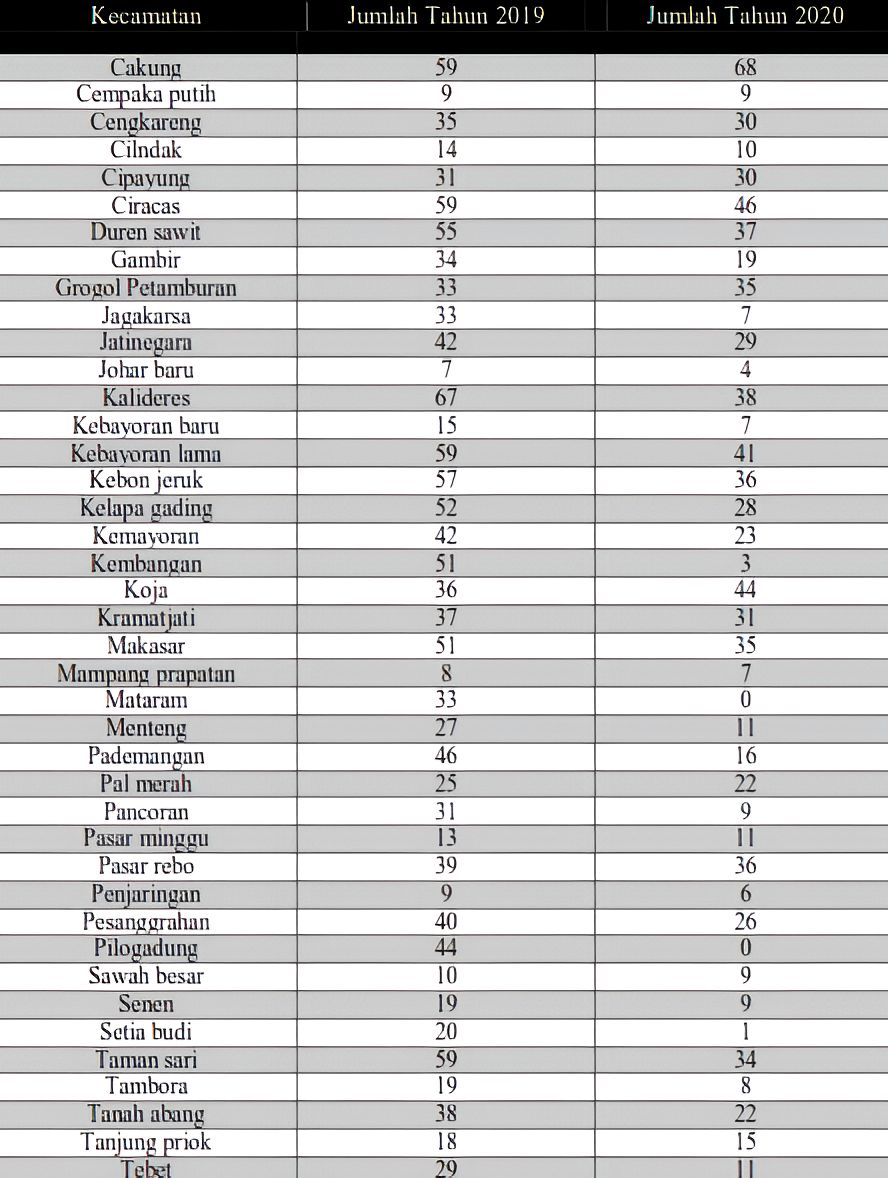 Kecamatan Jumlah Tahun 2019 Jumlah Tahun 2020
Cakung 59 68
Cempaka putih 9 9
Cengkareng 35 30
Cilndak 14 10
Cipayung 31 30
Ciracas 59 46
Duren sawit 55 37
Gambir 34 19
Grogol Petamburan 33 35
Jagakarsa 33 7
Jatinegara 42 29
Johar baru 7 4
Kalideres 67 38
Kebayoran baru 15 7
Kebayoran lama 59 41
Kebon jeruk 57 36
Kelapa gading 52 28
Kemayoran 42 23
Kembangan 51 3
Koja 36 44
Kramatjati 37 31
Makasar 51 35
Mampang prapatan 8 7
Mataram 33 0
Menteng 27 11
Pademangan 46 16
Pal merah 25 22
Pancoran 31 9
Pasar minggu 13 11
Pasar rebo 39 36
Penjaringan 9 6
Pesanggrahan 40 26
Pilogadung 44 0
Sawah besar 10 9
Senen 19 9
Setia budi 20 1
Taman sari 59 34
Tambora 19 8
Tanah abang 38 22
Tanjung priok 18 15
Tebet 29 11